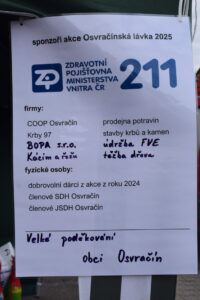 sponzoři akce Osvračínská lávka 2025
ZP ZDRAVOTNÍ POJIŠŤOVNA MINISTERSTVA VNITRA ČR 211
firmy:
COOP Osvračín prodejna potravin
Krby 97 stavby krbů a kamen
BOPA s.r.o. údržba FVE
Kácím a řežu těžba dřeva
fyzické osoby:
dobrovolní dárci z akce z roku 2024
členové SDH Osvračín
členové JSDH Osvračín
Velké poděkování
obci Osvračín